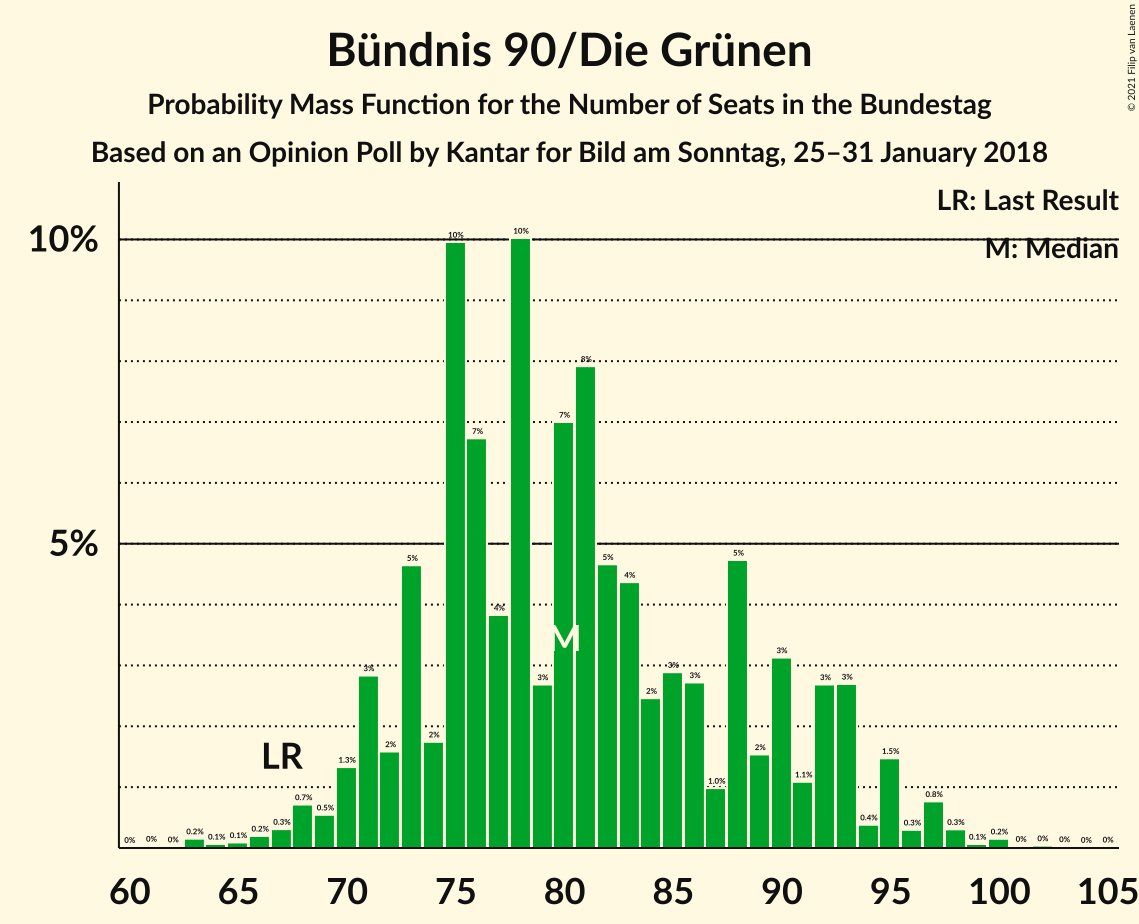 Bündnis 90/Die Grünen
Probability Mass Function for the Number of Seats in the Bundestag
Based on an Opinion Poll by Kantar for Bild am Sonntag, 25–31 January 2018
© 2021 Filip van Laenen
LR: Last Result
M: Median
10%
5%
0% 0% 0% 0.2% 0.1% 0.1% 0.2% 0.3% 0.7% 0.5% 1.3% 3% 2% 5% 2% 10% 7% 4% 10% 3% 7% 8% 5% 4% 2% 3% 3% 1.0% 5% 2% 3% 1.1% 3% 3% 0.4% 1.5% 0.3% 0.8% 0.3% 0.1% 0.2% 0% 0% 0% 0% 0%
LR
M
60 65 70 75 80 85 90 95 100 105